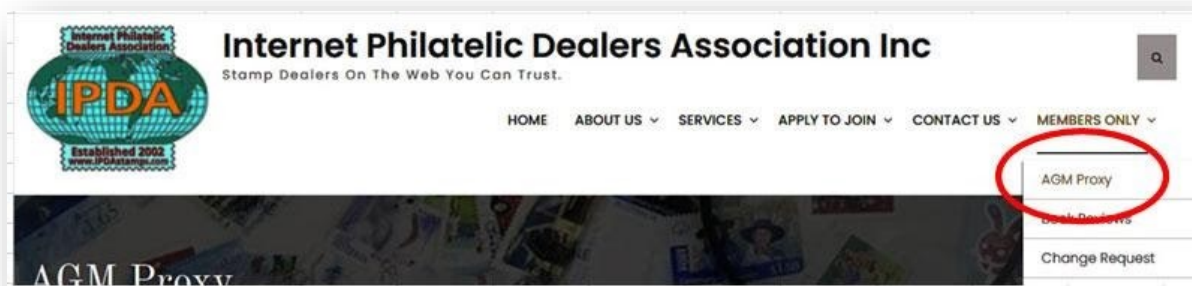 Internet Philatelic
Dealers Association
IPDA
Established 2002
www.IPDAstamps.com
Internet Philatelic Dealers Association Inc
Stamp Dealers On The Web You Can Trust.
HOME ABOUT US SERVICES APPLY TO JOIN CONTACT US MEMBERS ONLY
AGM Proxy
Book Reviews
Change Request
AGM Proxy